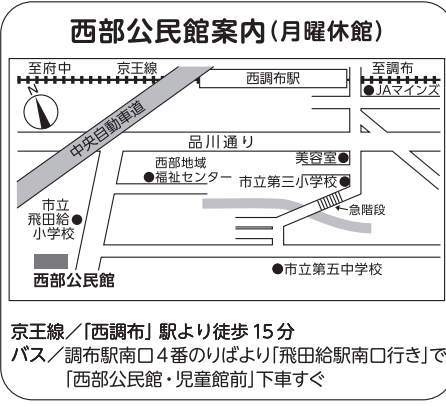 西部公民館案内（月曜休館）
至府中
京王線
西調布駅
至調布
●JAマインズ
N
中央自動車道
品川通り
西部地域
●福祉センター
美容室●
市立第三小学校●
市立
飛田給●
小学校
←急階段
西部公民館
●市立第五中学校
京王線／「西調布」駅より徒歩15分
バス／調布駅南口４番のりばより「飛田給駅南口行き」で
「西部公民館・児童館前」下車すぐ